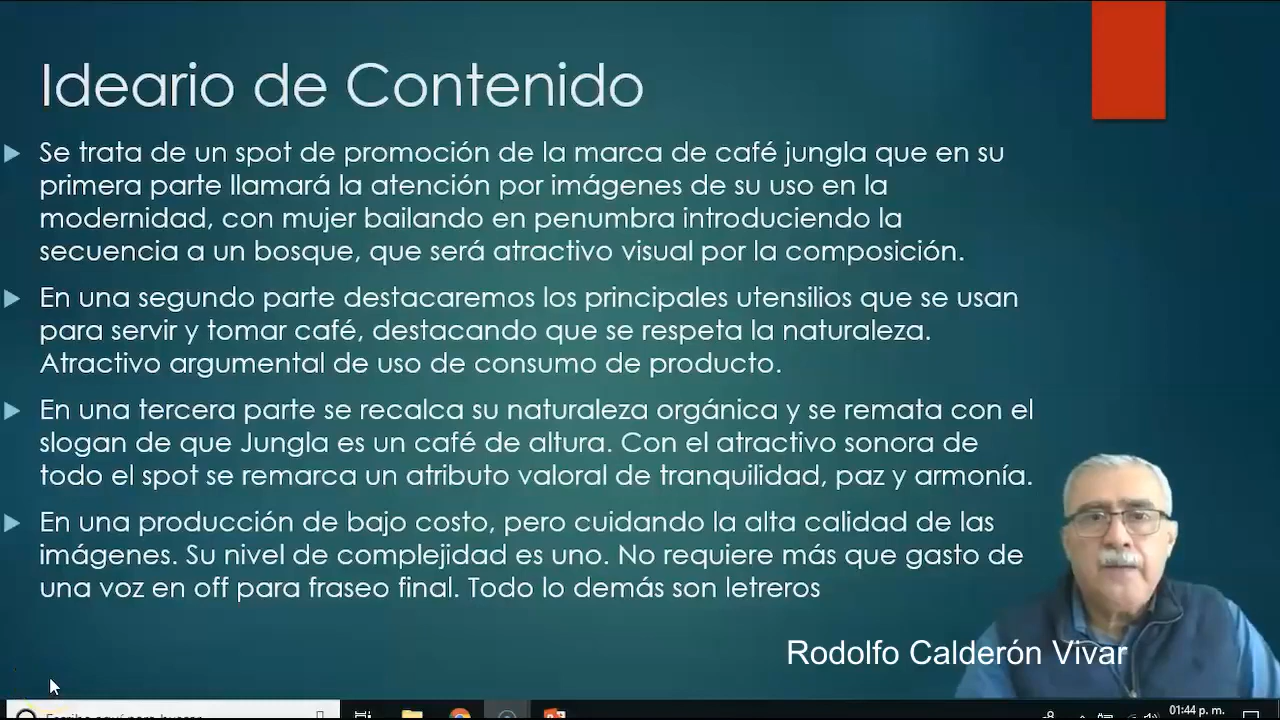 Ideario de Contenido
Se trata de un spot de promoción de la marca de café jungla que en su
primera parte llamará la atención por imágenes de su uso en la
modernidad, con mujer bailando en penumbra introduciendo la
secuencia a un bosque, que será atractivo visual por la composición.
En una segundo parte destacaremos los principales utensilios que se usan
para servir y tomar café, destacando que se respeta la naturaleza.
Atractivo argumental de uso de consumo de producto.
En una tercera parte se recalca su naturaleza orgánica y se remata con el
slogan de que Jungla es un café de altura. Con el atractivo sonora de
todo el spot se remarca un atributo valoral de tranquilidad, paz y armonía.
En una producción de bajo costo, pero cuidando la alta calidad de las
imágenes. Su nivel de complejidad es uno. No requiere más que gasto de
una voz en off para fraseo final. Todo lo demás son letreros
Rodolfo Calderón Vivar
Escribe aquí para buscar
01:44 p. m.